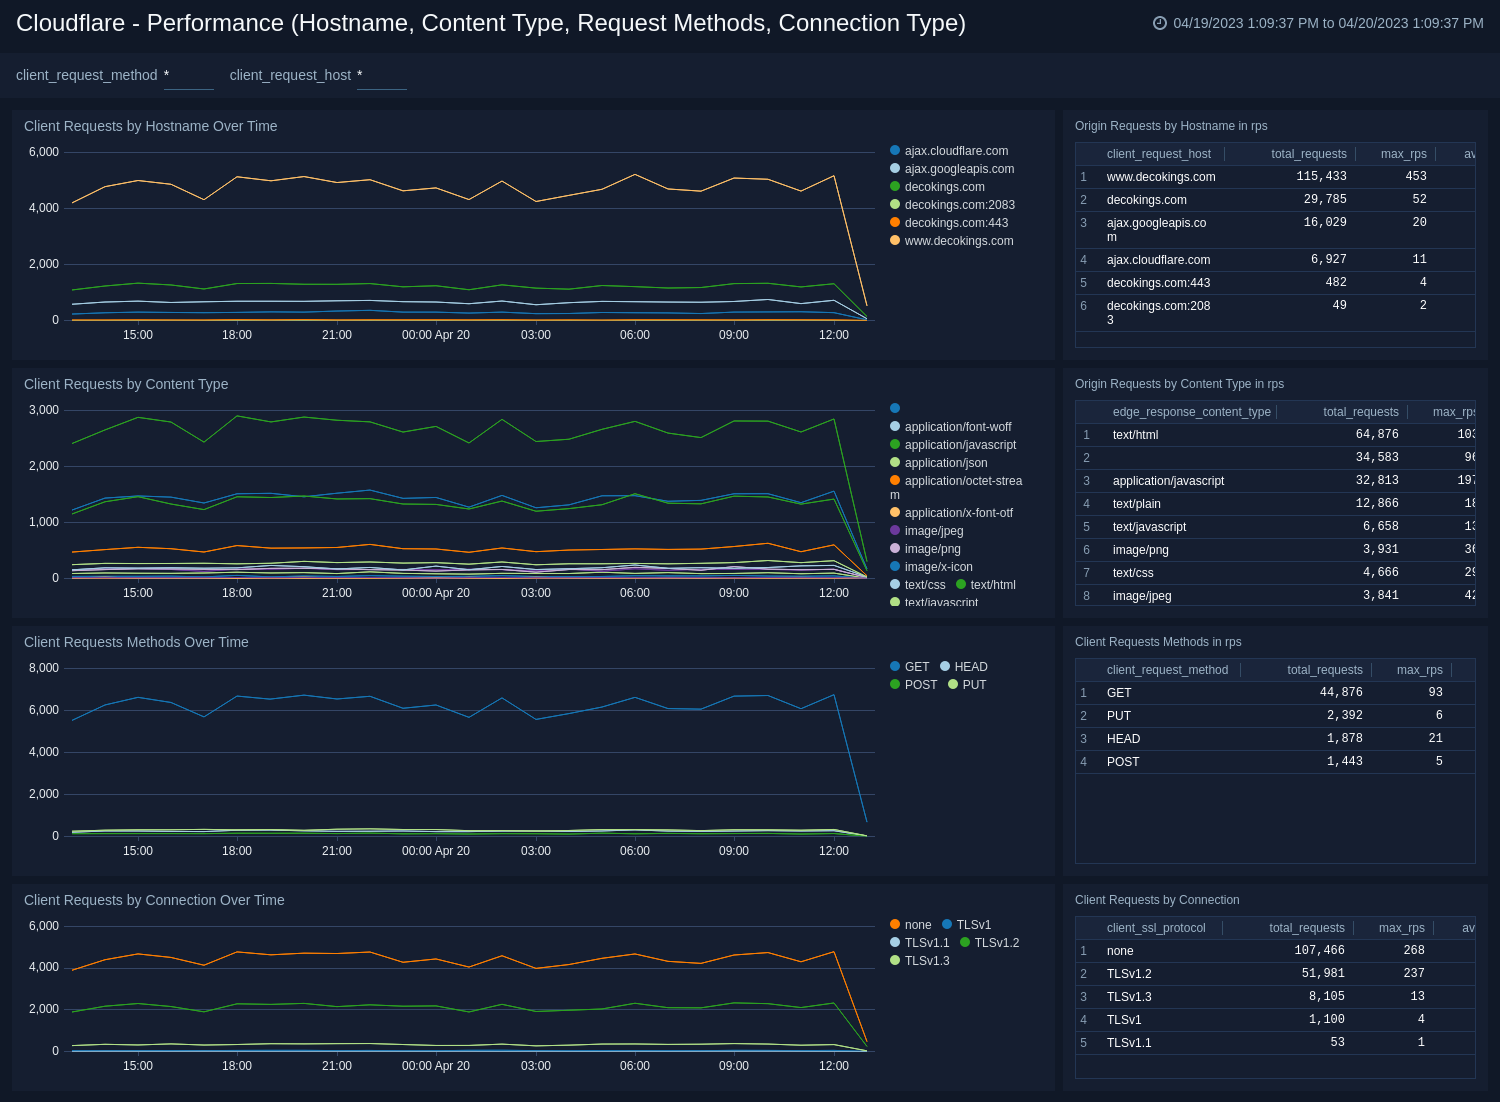 Cloudflare - Performance (Hostname, Content Type, Request Methods, Connection Type)
04/19/2023 1:09:37 PM to 04/20/2023 1:09:37 PM
client_request_method * client_request_host *
Client Requests by Hostname Over Time
6,000
4,000
2,000
0
15:00 18:00 21:00 00:00 Apr 20 03:00 06:00 09:00 12:00
ajax.cloudflare.com
ajax.googleapis.com
decokings.com
decokings.com:2083
decokings.com:443
www.decokings.com
Origin Requests by Hostname in rps
client_request_host total_requests max_rps av
1 www.decokings.com 115,433 453
2 decokings.com 29,785 52
3 ajax.googleapis.co 16,029 20
m
4 ajax.cloudflare.com 6,927 11
5 decokings.com:443 482 4
6 decokings.com:208 49 2
3
Client Requests by Content Type
3,000
2,000
1,000
0
15:00 18:00 21:00 00:00 Apr 20 03:00 06:00 09:00 12:00
application/font-woff
application/javascript
application/json
application/octet-strea
m
application/x-font-otf
image/jpeg
image/png
image/x-icon
text/css text/html
text/javascript
Origin Requests by Content Type in rps
edge_response_content_type total_requests max_rps
1 text/html 64,876 103
2 34,583 96
3 application/javascript 32,813 197
4 text/plain 12,866 18
5 text/javascript 6,658 13
6 image/png 3,931 36
7 text/css 4,666 29
8 image/jpeg 3,841 42
Client Requests Methods Over Time
8,000
6,000
4,000
2,000
0
15:00 18:00 21:00 00:00 Apr 20 03:00 06:00 09:00 12:00
GET HEAD
POST PUT
Client Requests Methods in rps
client_request_method total_requests max_rps
1 GET 44,876 93
2 PUT 2,392 6
3 HEAD 1,878 21
4 POST 1,443 5
Client Requests by Connection Over Time
6,000
4,000
2,000
0
15:00 18:00 21:00 00:00 Apr 20 03:00 06:00 09:00 12:00
none TLSv1
TLSv1.1 TLSv1.2
TLSv1.3
Client Requests by Connection
client_ssl_protocol total_requests max_rps av
1 none 107,466 268
2 TLSv1.2 51,981 237
3 TLSv1.3 8,105 13
4 TLSv1 1,100 4
5 TLSv1.1 53 1